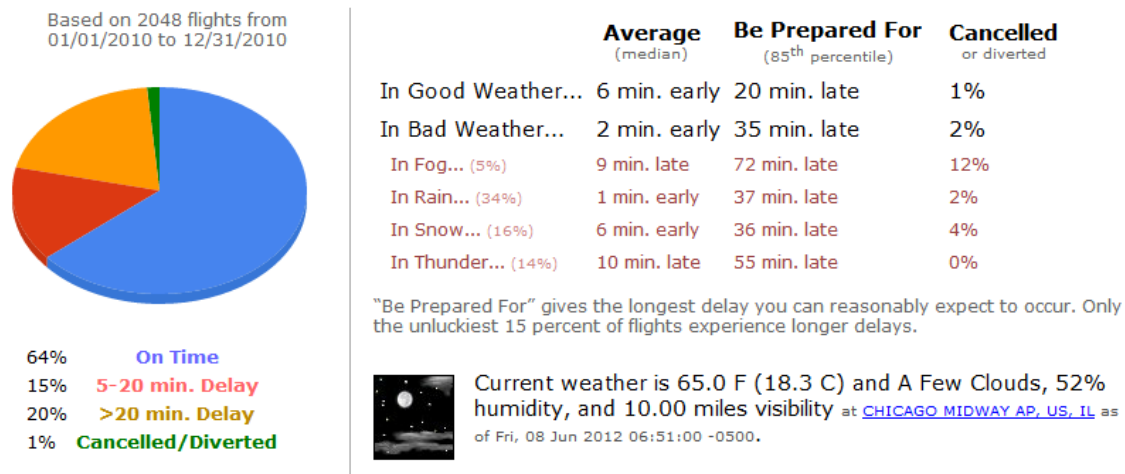 Based on 2048 flights from
01/01/2010 to 12/31/2010
64% On Time
15% 5-20 min. Delay
20% >20 min. Delay
1% Cancelled/Diverted
Average Be Prepared For Cancelled
(median) (85th percentile) or diverted
In Good Weather... 6 min. early 20 min. late 1%
In Bad Weather... 2 min. early 35 min. late 2%
In Fog... (5%) 9 min. late 72 min. late 12%
In Rain... (34%) 1 min. early 37 min. late 2%
In Snow... (16%) 6 min. early 36 min. late 4%
In Thunder... (14%) 10 min. late 55 min. late 0%
“Be Prepared For” gives the longest delay you can reasonably expect to occur. Only
the unluckiest 15 percent of flights experience longer delays.
Current weather is 65.0 F (18.3 C) and A Few Clouds, 52%
humidity, and 10.00 miles visibility at CHICAGO MIDWAY AP, US, IL as
of Fri, 08 Jun 2012 06:51:00 -0500.